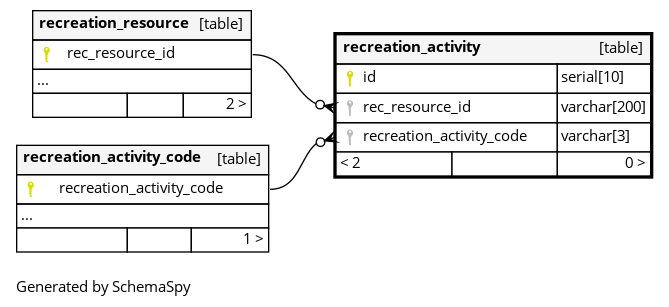 recreation_resource [table]
rec_resource_id
...
2 >
recreation_activity_code [table]
recreation_activity_code
...
1 >
recreation_activity [table]
id serial[10]
rec_resource_id varchar[200]
recreation_activity_code varchar[3]
< 2 0 >
Generated by SchemaSpy